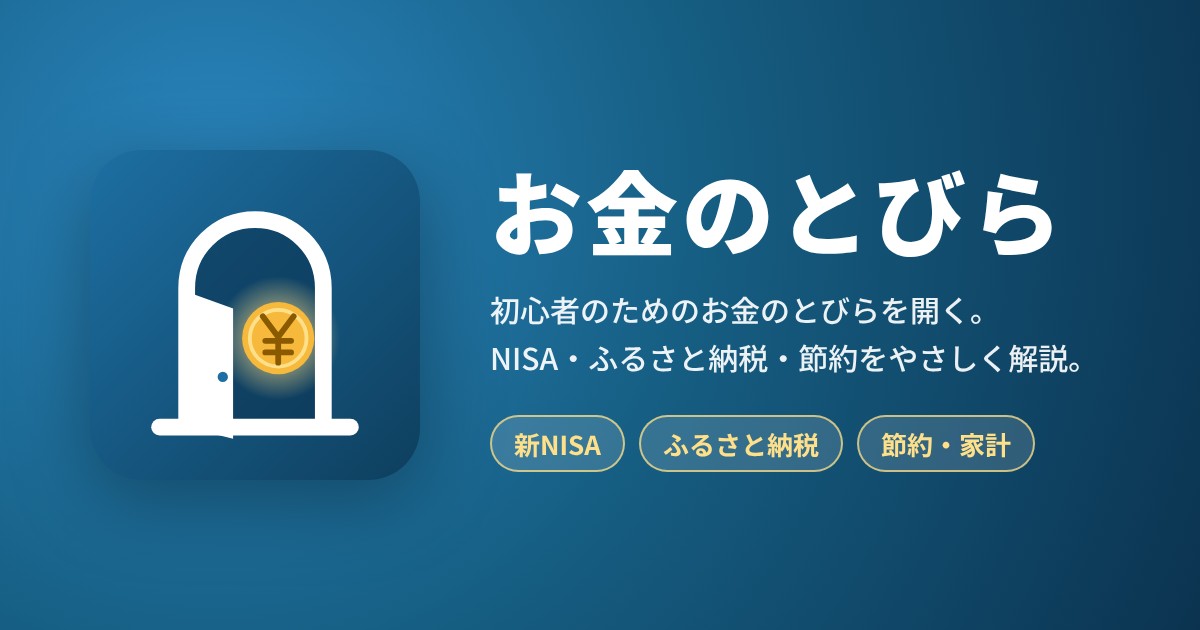 お金のとびら
初心者のためのお金のとびらを開く。
NISA・ふるさと納税・節約をやさしく解説。
新NISA ふるさと納税 節約・家計
¥